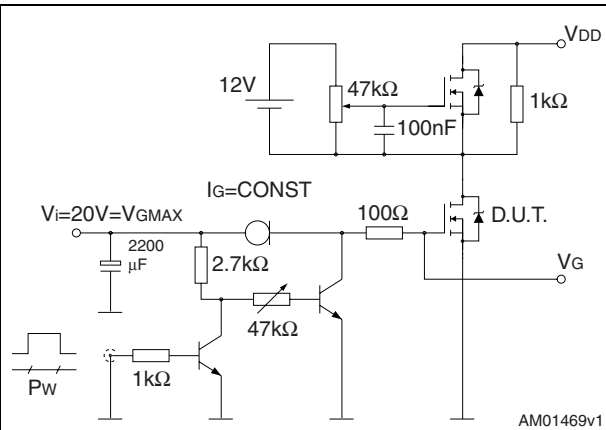 VDD
12V
47kΩ
1kΩ
100nF
IG=CONST
Vi=20V=VGMAX
100Ω
D.U.T.
2200
μF
2.7kΩ
VG
47kΩ
1kΩ
PW
AM01469v1